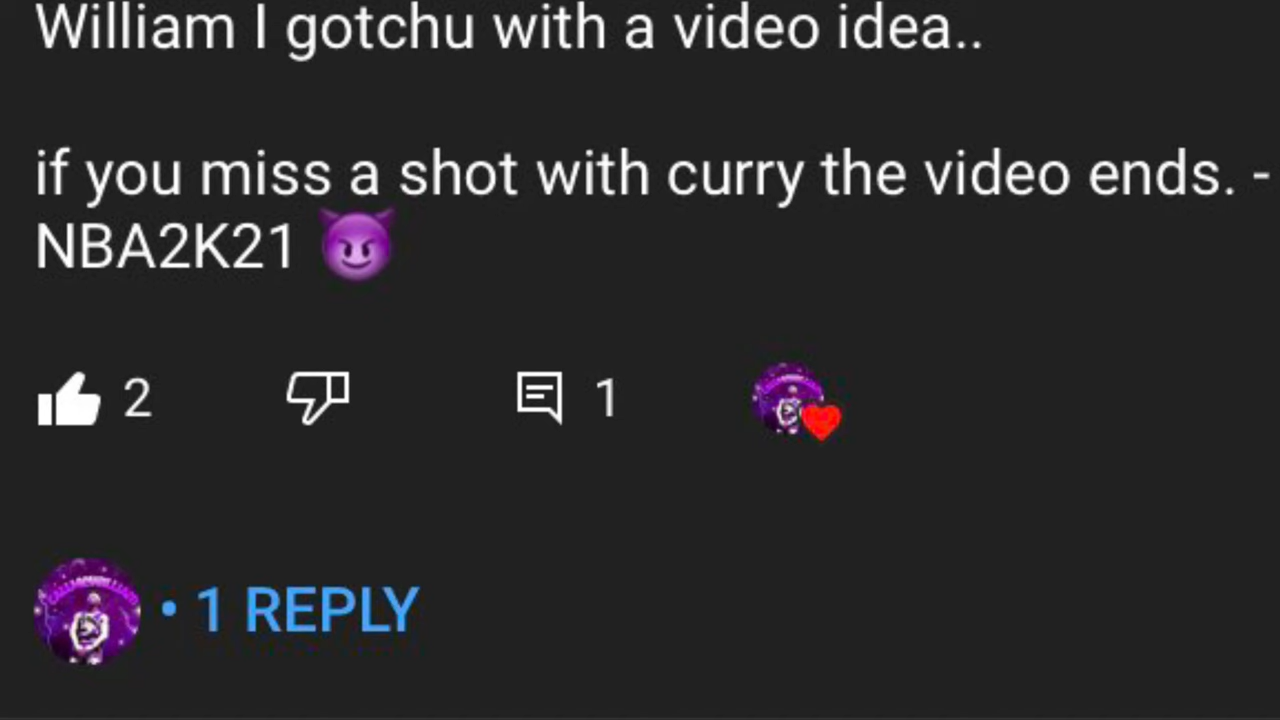 William I gotchu with a video idea..
if you miss a shot with curry the video ends. -
NBA2K21 😈
2
1
• 1 REPLY